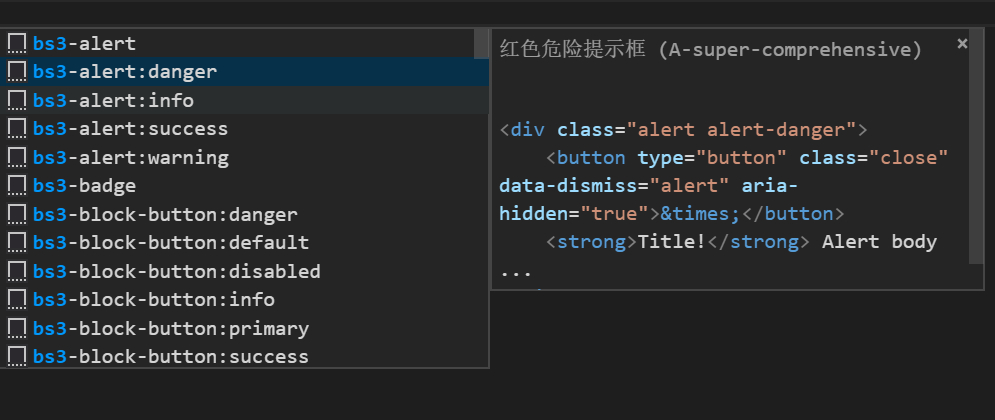 bs3-alert
bs3-alert:danger
bs3-alert:info
bs3-alert:success
bs3-alert:warning
bs3-badge
bs3-block-button:danger
bs3-block-button:default
bs3-block-button:disabled
bs3-block-button:info
bs3-block-button:primary
bs3-block-button:success
红色危险提示框 (A-super-comprehensive) ×
<div class="alert alert-danger">
    <button type="button" class="close"
data-dismiss="alert" aria-
hidden="true">&times;</button>
    <strong>Title!</strong> Alert body
...